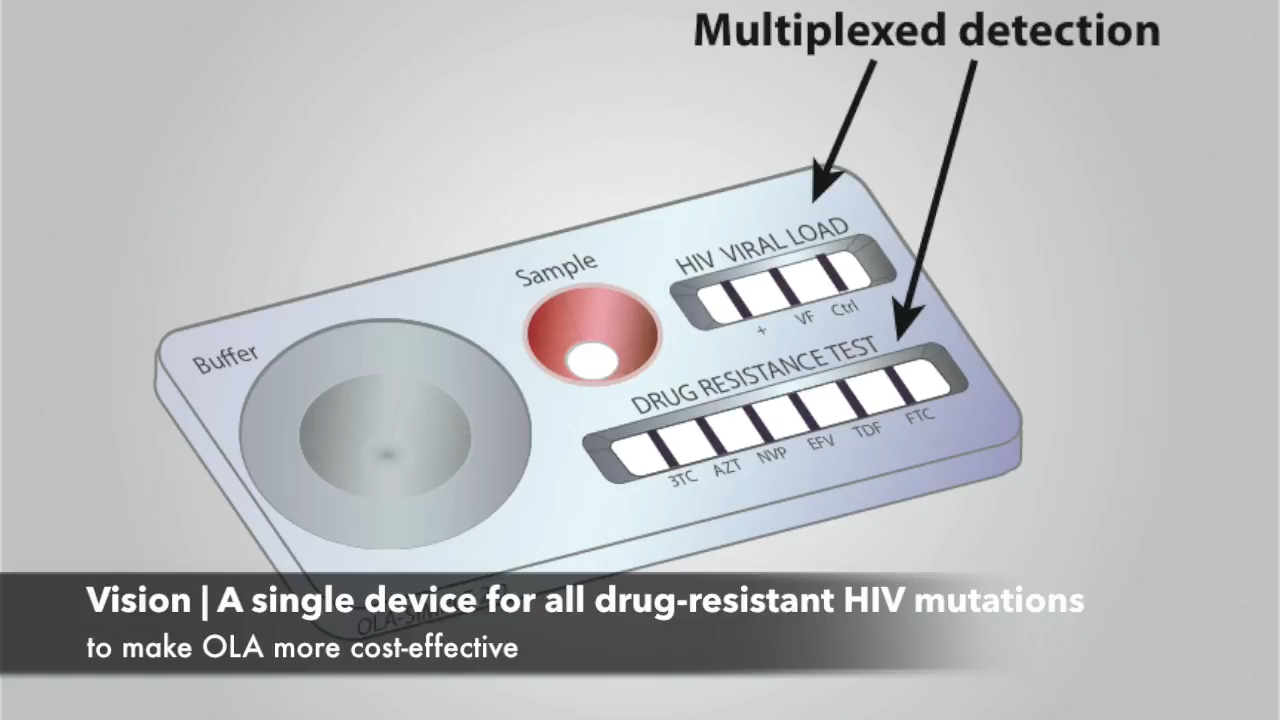 Multiplexed detection
HIV VIRAL LOAD
+ VF Ctrl
Sample
Buffer
DRUG RESISTANCE TEST
3TC AZT NVP EFV TDF FTC
Vision | A single device for all drug-resistant HIV mutations
to make OLA more cost-effective